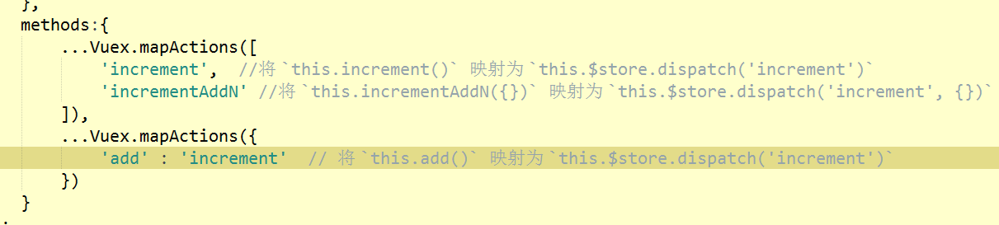 },
methods:{
...Vuex.mapActions([
'increment',  //将 `this.increment()` 映射为 `this.$store.dispatch('increment')`
'incrementAddN' //将 `this.incrementAddN({})` 映射为 `this.$store.dispatch('increment', {})`
]),
...Vuex.mapActions({
'add' : 'increment'  // 将 `this.add()` 映射为 `this.$store.dispatch('increment')`
})
}